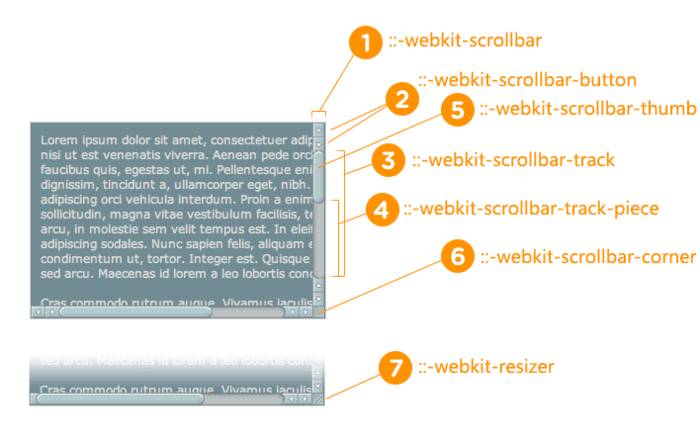 1 ::-webkit-scrollbar
2 ::-webkit-scrollbar-button
5 ::-webkit-scrollbar-thumb
3 ::-webkit-scrollbar-track
4 ::-webkit-scrollbar-track-piece
6 ::-webkit-scrollbar-corner
Lorem ipsum dolor sit amet, consectetuer adip
nisi ut est venenatis viverra. Aenean pede orci
faucibus quis, egestas ut, mi. Pellentesque eni
dignissim, tincidunt a, ullamcorper eget, nibh.
adipiscing orci vehicula interdum. Proin a enim
sollicitudin, magna vitae vestibulum facilisis, te
arcu, in molestie sem velit tempus est. In eleif
adipiscing sodales. Nunc sapien felis, aliquam e
condimentum ut, tortor. Integer est. Quisque
sed arcu. Maecenas id lorem a leo lobortis cond
Cras commodo rutrum augue. Vivamus iaculis
sed arcu. Maecenas id lorem a leo lobortis cond
Cras commodo rutrum augue. Vivamus iaculis
7 ::-webkit-resizer